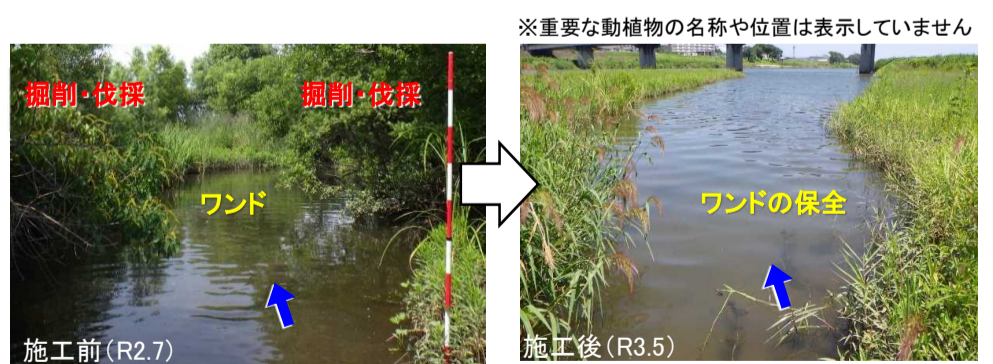 ※重要な動植物の名称や位置は表示していません
掘削・伐採
掘削・伐採
ワンド
施工前(R2.7)
ワンドの保全
施工後(R3.5)